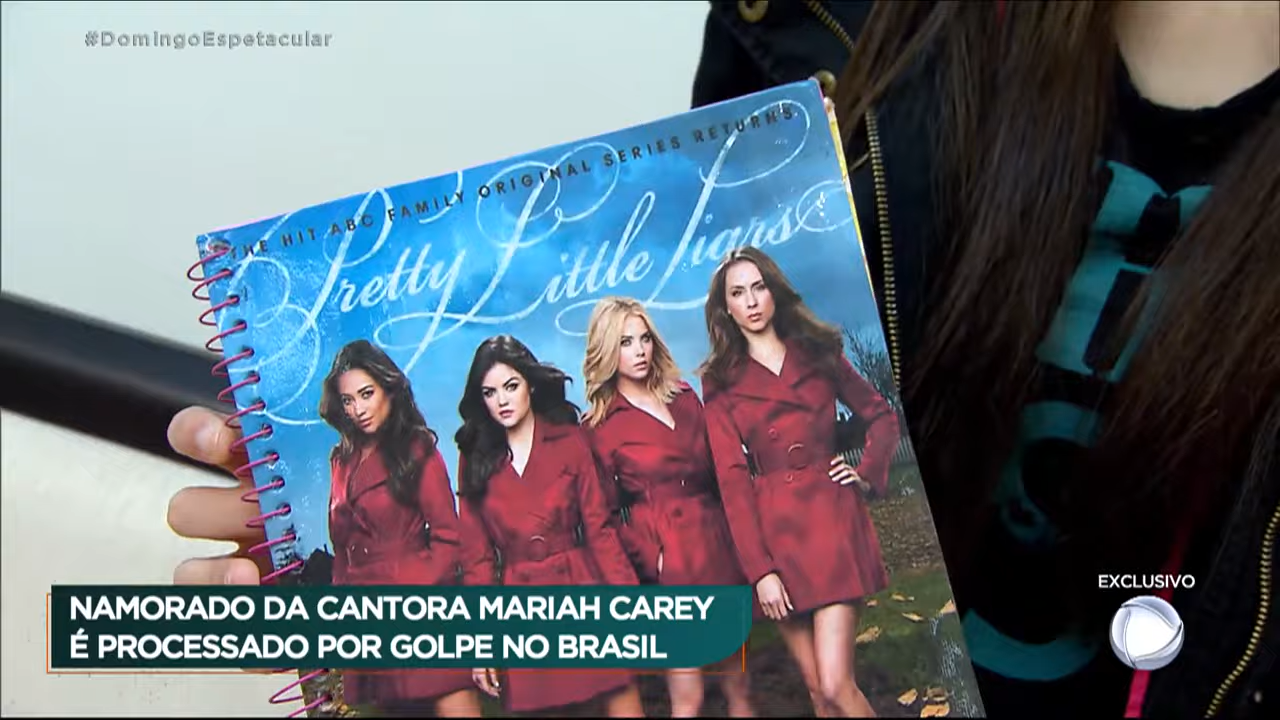 #DomingoEspetacular
THE HIT ABC FAMILY ORIGINAL SERIES RETURNS
Pretty Little Liars
EXCLUSIVO
NAMORADO DA CANTORA MARIAH CAREY
É PROCESSADO POR GOLPE NO BRASIL